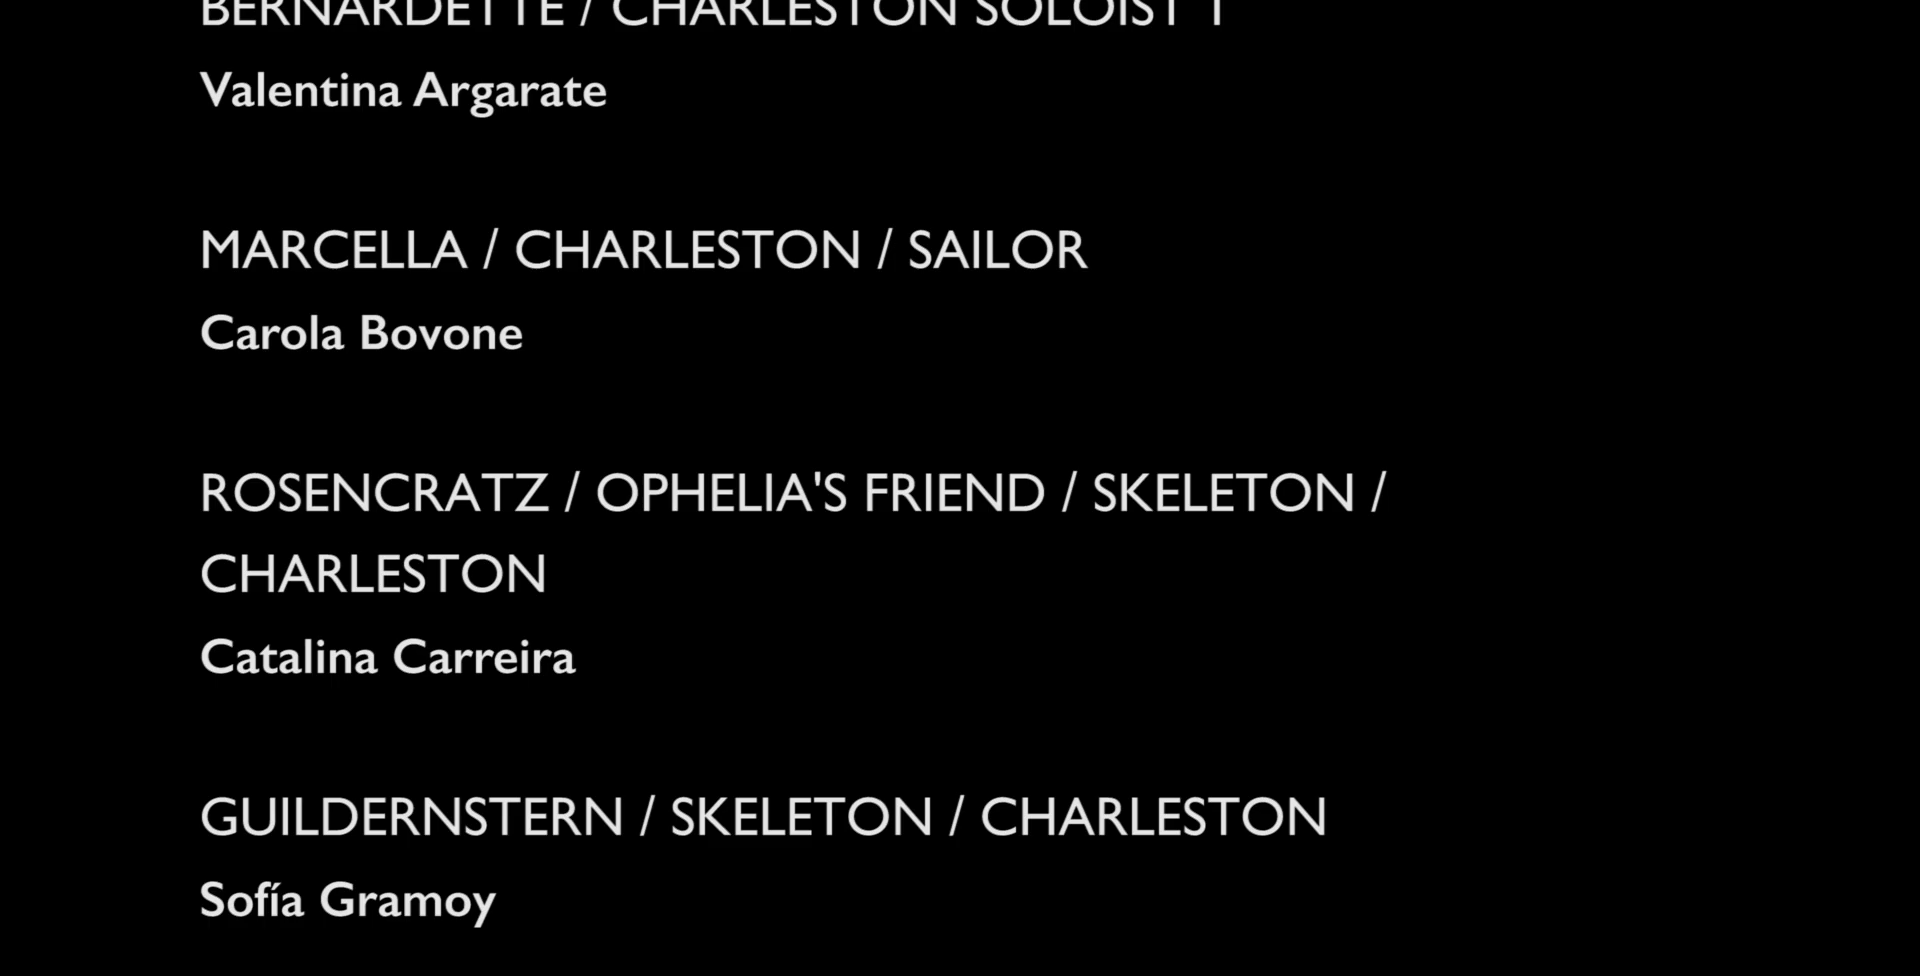 BERNARDETTE / CHARLESTON SOLOIST 1
Valentina Argarate
MARCELLA / CHARLESTON / SAILOR
Carola Bovone
ROSENCRATZ / OPHELIA'S FRIEND / SKELETON /
CHARLESTON
Catalina Carreira
GUILDERNSTERN / SKELETON / CHARLESTON
Sofía Gramoy